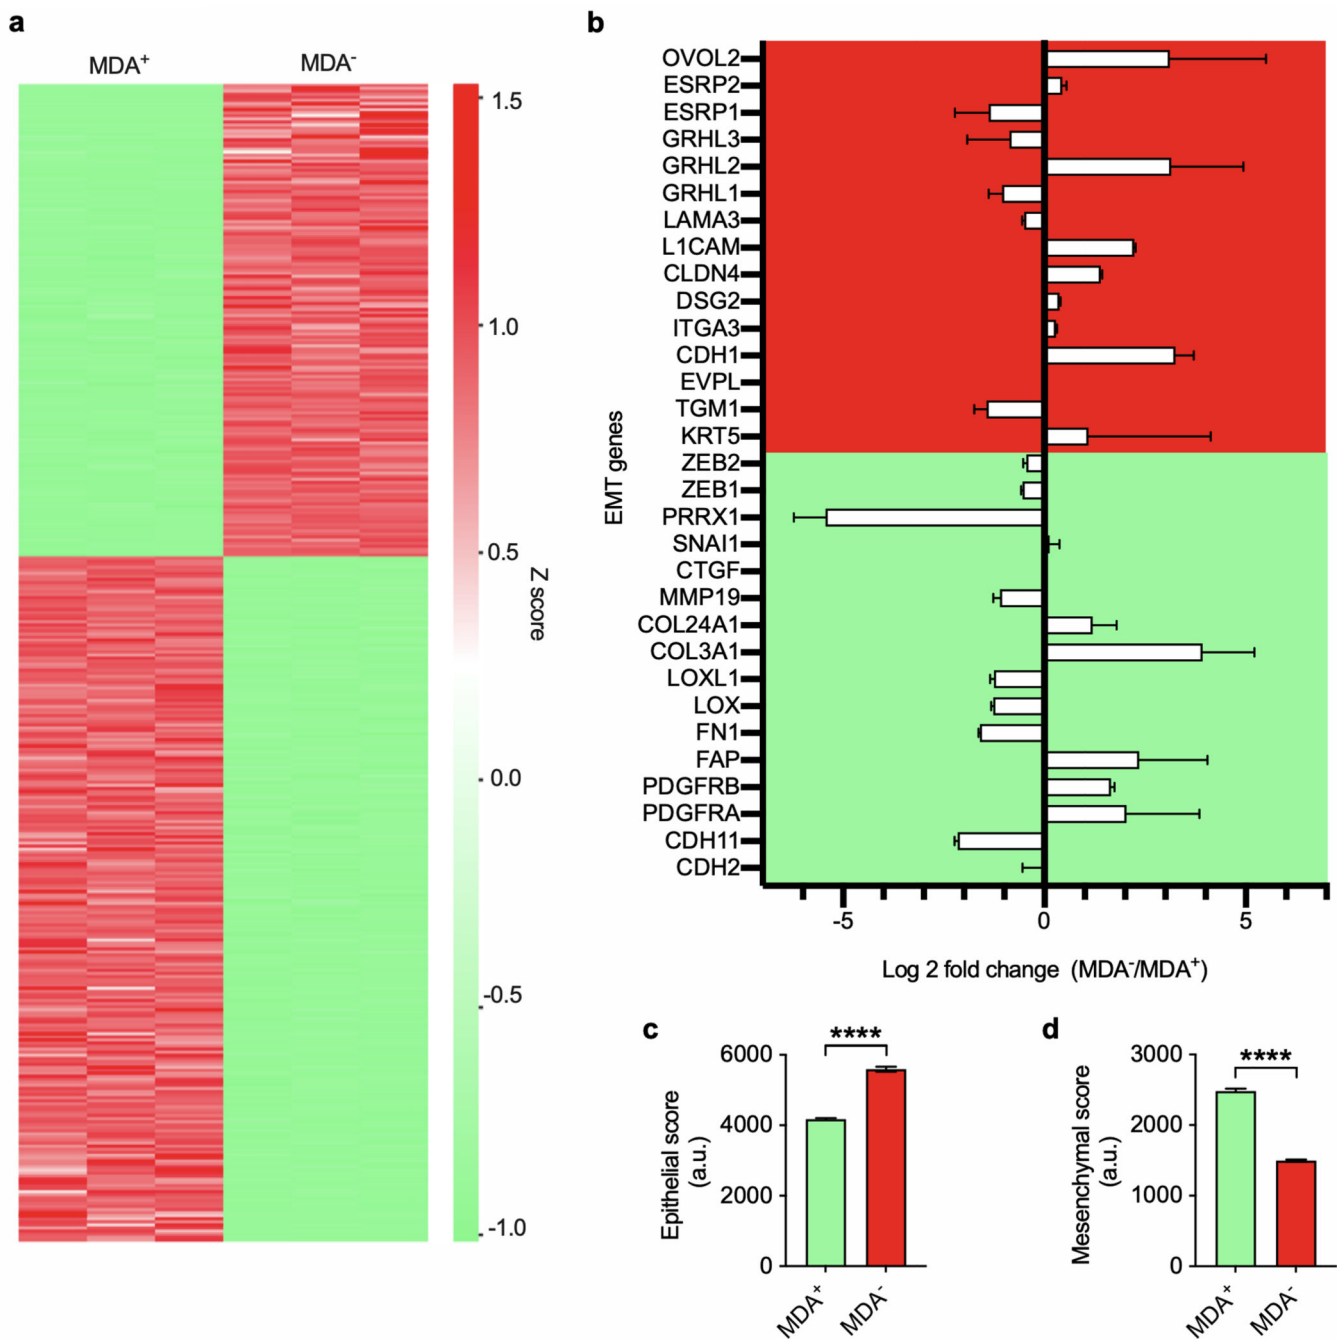 a
MDA⁺ MDA⁻
1.5
1.0
0.5
0.0
-0.5
-1.0
Z score
b
EMT genes
OVOL2
ESRP2
ESRP1
GRHL3
GRHL2
GRHL1
LAMA3
L1CAM
CLDN4
DSG2
ITGA3
CDH1
EVPL
TGM1
KRT5
ZEB2
ZEB1
PRRX1
SNAI1
CTGF
MMP19
COL24A1
COL3A1
LOXL1
LOX
FN1
FAP
PDGFRB
PDGFRA
CDH11
CDH2
-5 0 5
Log 2 fold change (MDA⁻/MDA⁺)
c
****
Epithelial score
(a.u.)
6000
4000
2000
0
MDA⁺ MDA⁻
d
****
Mesenchymal score
(a.u.)
3000
2000
1000
0
MDA⁺ MDA⁻